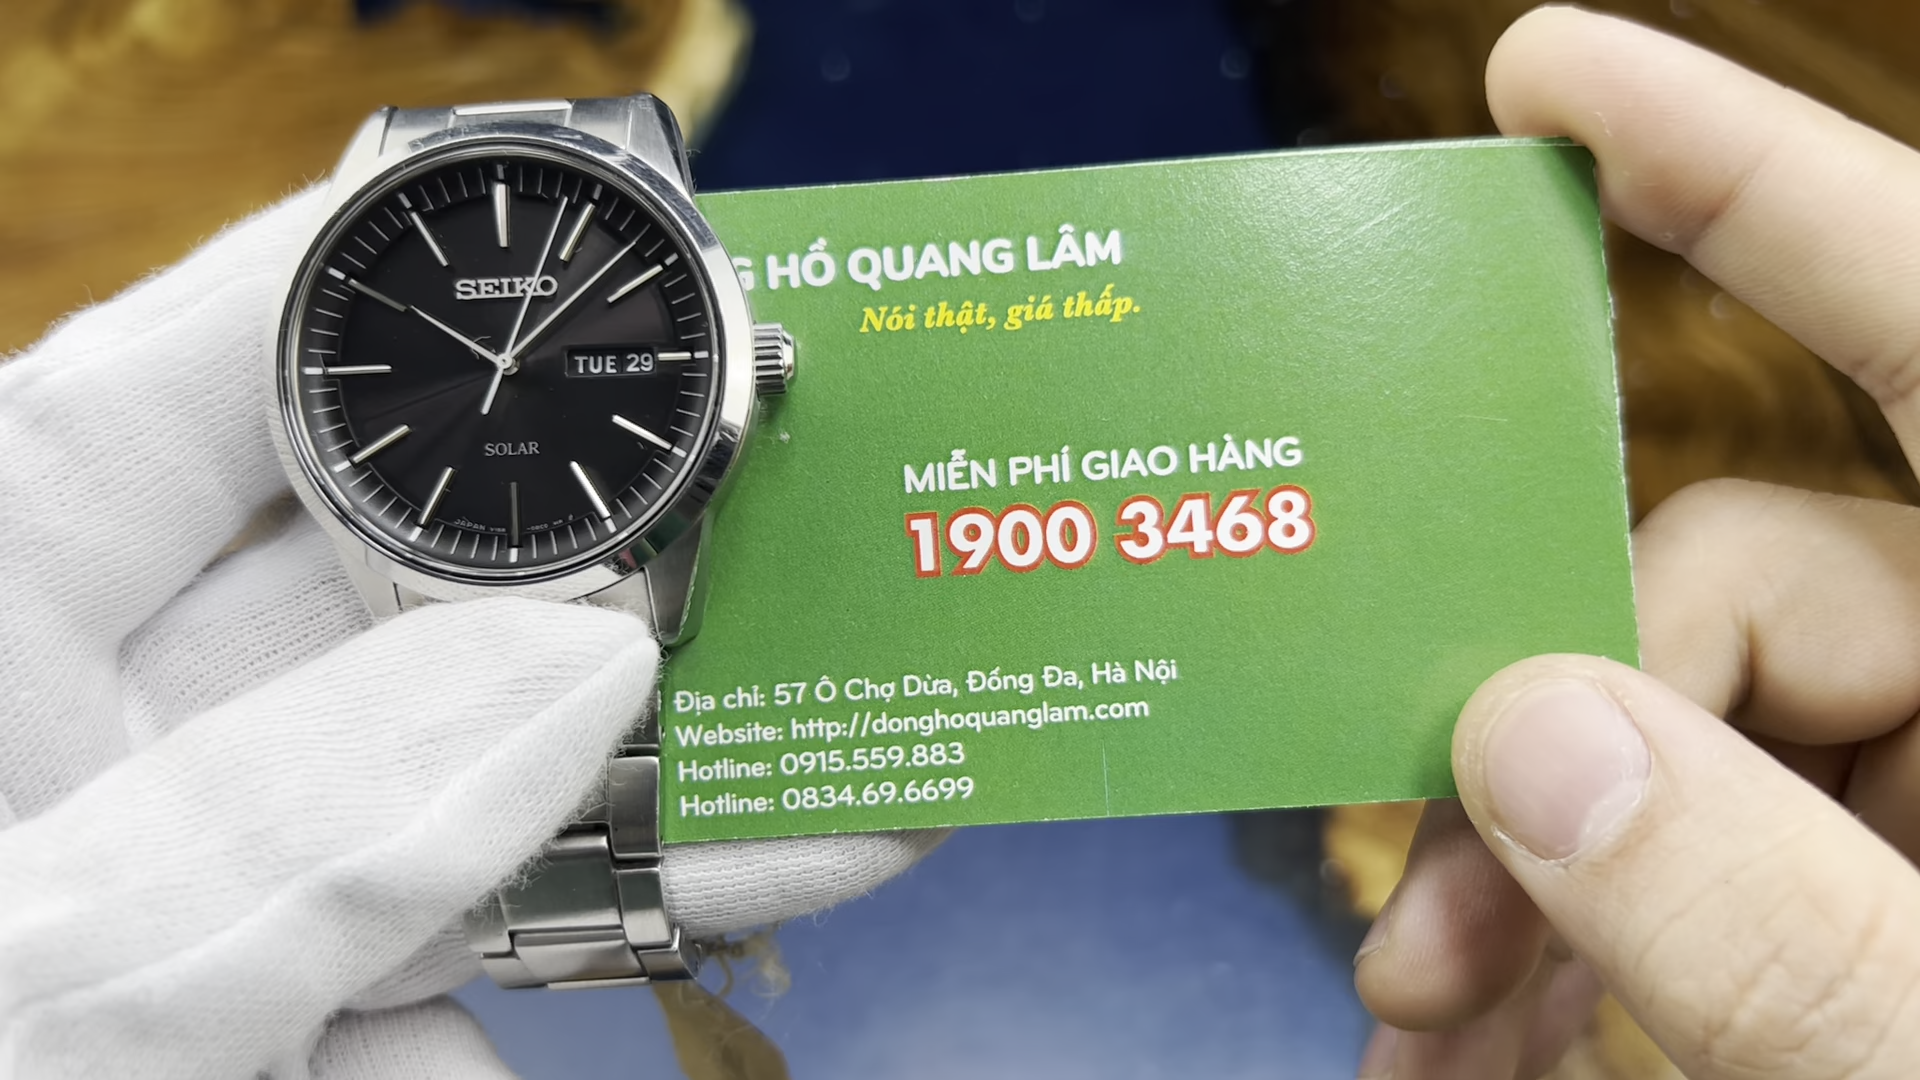 SEIKO
TUE 29
SOLAR
JAPAN
HỒ QUANG LÂM
Nói thật, giá thấp.
MIỄN PHÍ GIAO HÀNG
1900 3468
Địa chỉ: 57 Ô Chợ Dừa, Đống Đa, Hà Nội
Website: http://donghoquanglam.com
Hotline: 0915.559.883
Hotline: 0834.69.6699